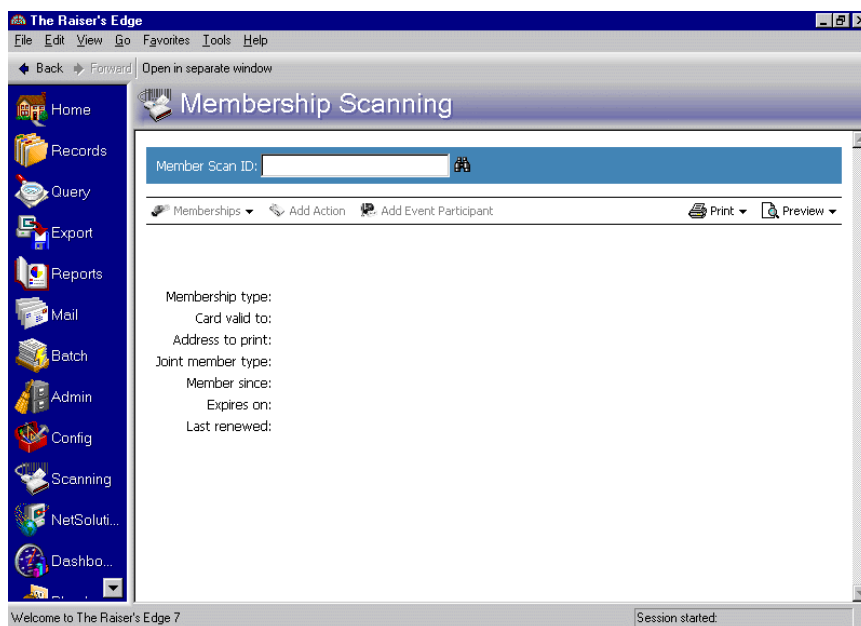 The Raiser's Edge
File Edit View Go Favorites Tools Help
Back Forward Open in separate window
Membership Scanning
Home
Records
Query
Export
Reports
Mail
Batch
Admin
Config
Scanning
NetSoluti...
Dashbo...
Member Scan ID:
Memberships Add Action Add Event Participant Print Preview
Membership type:
Card valid to:
Address to print:
Joint member type:
Member since:
Expires on:
Last renewed:
Welcome to The Raiser's Edge 7 Session started: